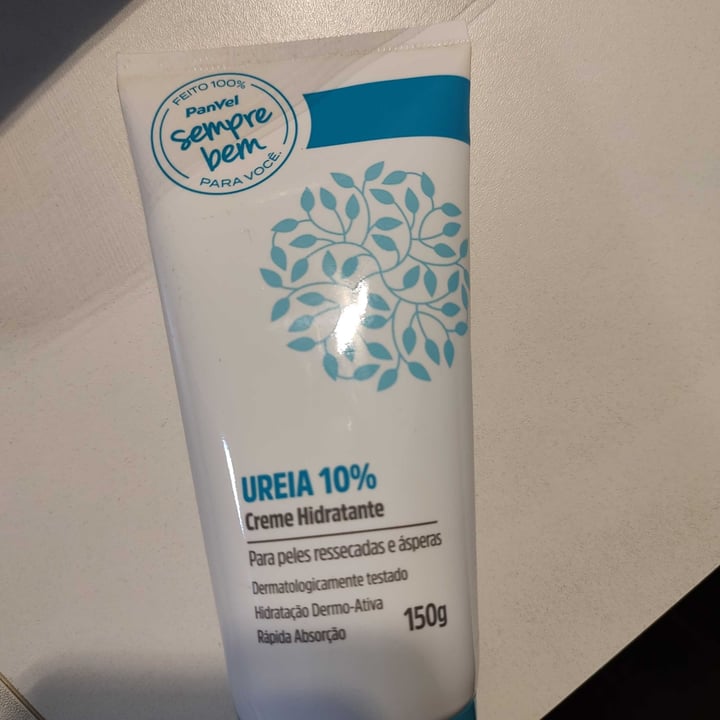 FEITO 100%
PanVel
sempre
bem
PARA VOCÊ.
UREIA 10%
Creme Hidratante
Para peles ressecadas e ásperas
Dermatologicamente testado
Hidratação Dermo-Ativa
Rápida Absorção
150g